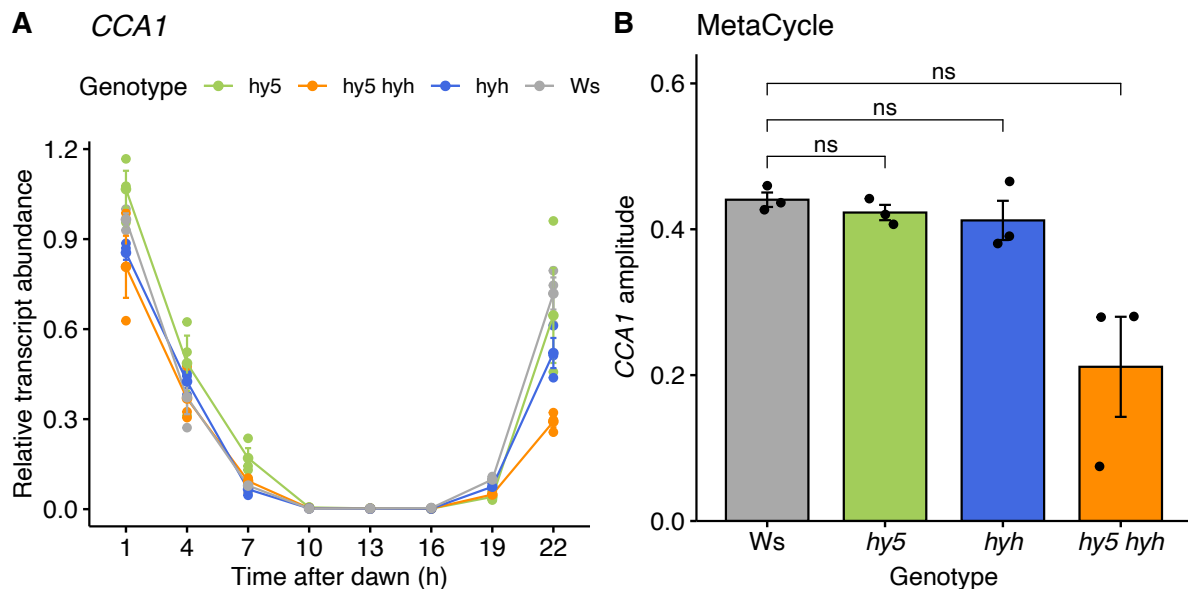 A CCA1
Genotype hy5 hy5 hyh hyh Ws
Relative transcript abundance
1.2
0.9
0.6
0.3
0.0
1 4 7 10 13 16 19 22
Time after dawn (h)
B MetaCycle
CCA1 amplitude
0.6
0.4
0.2
0.0
ns
ns
ns
Ws hy5 hyh hy5 hyh
Genotype